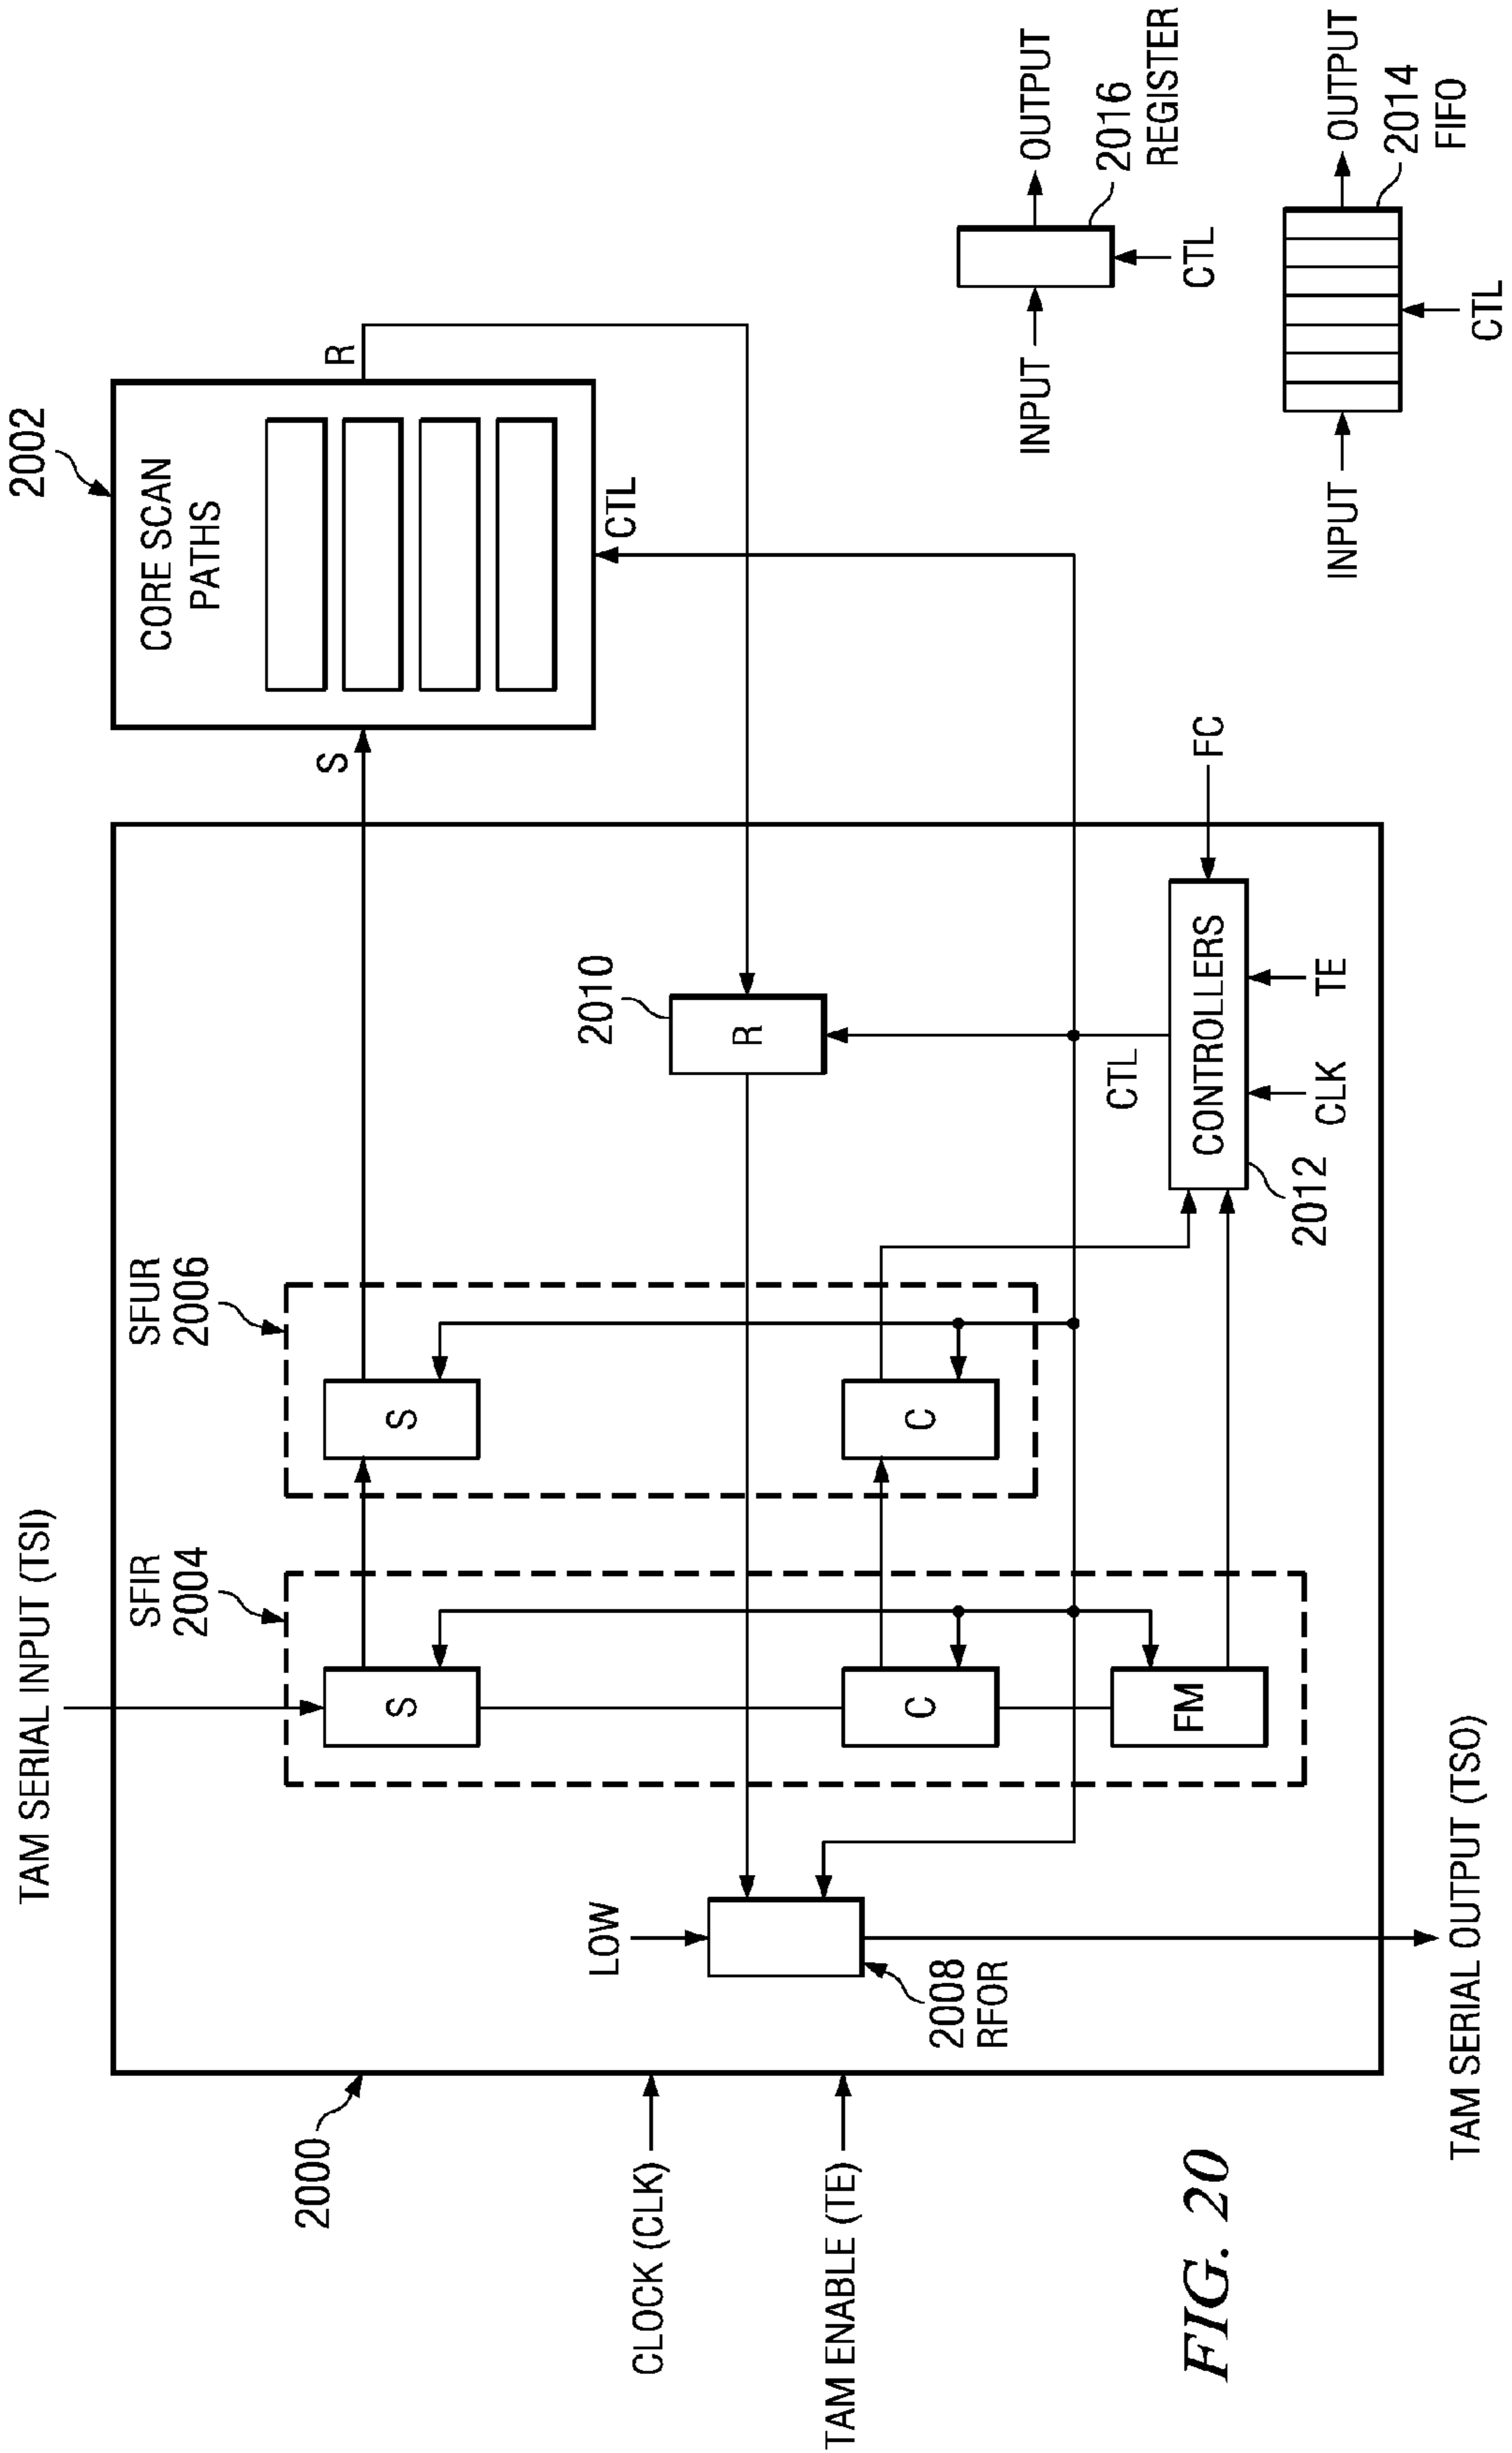 TAM SERIAL INPUT (TSI)
SFIR
2004
SFUR
2006
2002
CORE SCAN
PATHS
S
R
CTL
2000
CLOCK (CLK)
TAM ENABLE (TE)
LOW
2008
RFOR
S
C
FM
S
C
2010
R
CTL
CONTROLLERS
2012
CLK
TE
FC
INPUT
OUTPUT
CTL
2016
REGISTER
INPUT
OUTPUT
CTL
2014
FIFO
TAM SERIAL OUTPUT (TSO)
FIG. 20